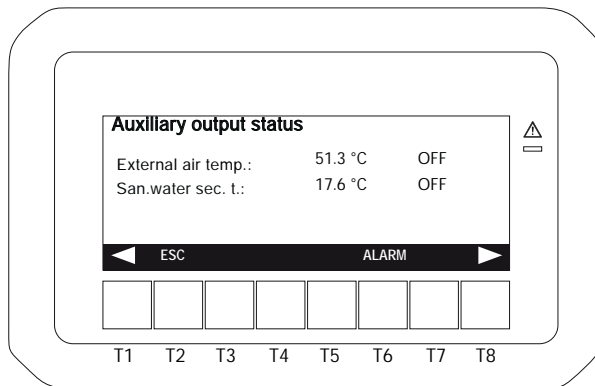 Auxiliary output status
External air temp.: 51.3 °C OFF
San.water sec. t.: 17.6 °C OFF
ESC ALARM
T1 T2 T3 T4 T5 T6 T7 T8